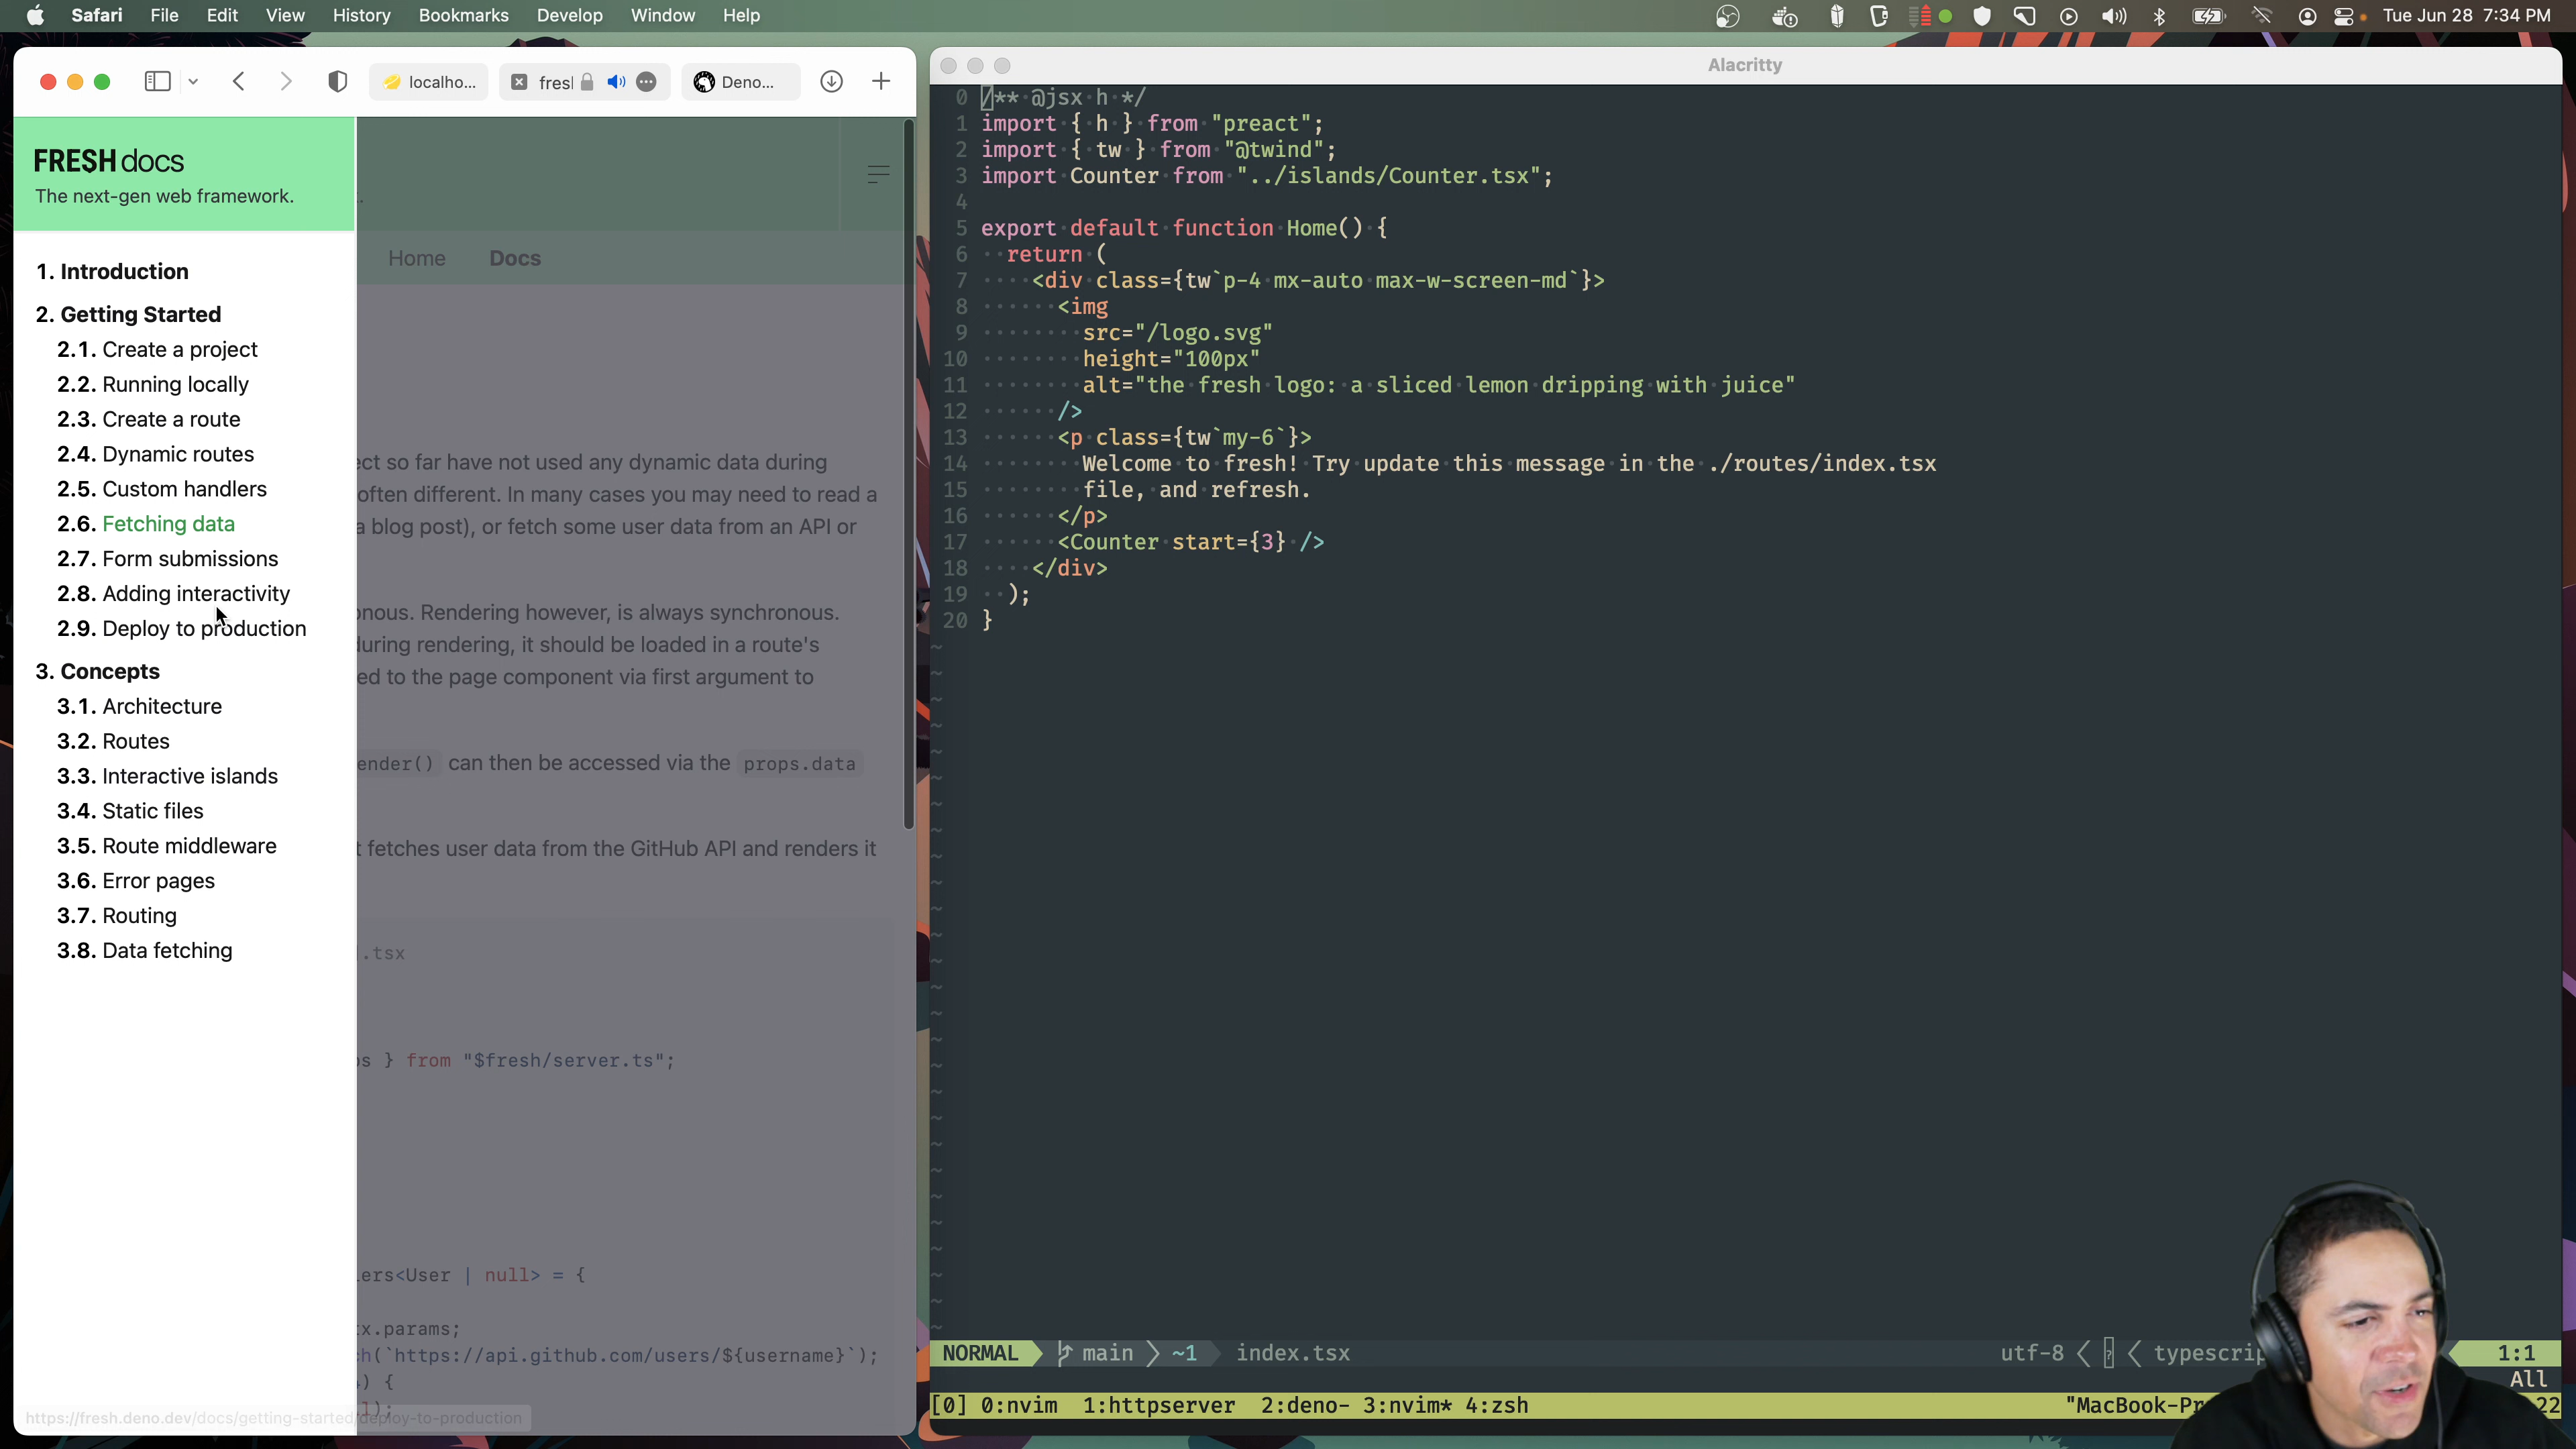 Safari File Edit View History Bookmarks Develop Window Help
Tue Jun 28 7:34 PM
localho...
fresl
Deno...
FRESH docs
The next-gen web framework.
1. Introduction
2. Getting Started
2.1. Create a project
2.2. Running locally
2.3. Create a route
2.4. Dynamic routes
2.5. Custom handlers
2.6. Fetching data
2.7. Form submissions
2.8. Adding interactivity
2.9. Deploy to production
3. Concepts
3.1. Architecture
3.2. Routes
3.3. Interactive islands
3.4. Static files
3.5. Route middleware
3.6. Error pages
3.7. Routing
3.8. Data fetching
https://fresh.deno.dev/docs/getting-started/deploy-to-production
Home Docs
ect so far have not used any dynamic data during
often different. In many cases you may need to read a
a blog post), or fetch some user data from an API or
onous. Rendering however, is always synchronous.
during rendering, it should be loaded in a route's
ed to the page component via first argument to
ender() can then be accessed via the props.data
t fetches user data from the GitHub API and renders it
.tsx
s } from "$fresh/server.ts";
lers<User | null> = {
x.params;
ch(`https://api.github.com/users/${username}`);
) {
l);
Alacritty
0 /** @jsx h */
1 import { h } from "preact";
2 import { tw } from "@twind";
3 import Counter from "../islands/Counter.tsx";
4
5 export default function Home() {
6 return (
7 <div class={tw`p-4 mx-auto max-w-screen-md`}>
8 <img
9 src="/logo.svg"
10 height="100px"
11 alt="the fresh logo: a sliced lemon dripping with juice"
12 />
13 <p class={tw`my-6`}>
14 Welcome to fresh! Try update this message in the ./routes/index.tsx
15 file, and refresh.
16 </p>
17 <Counter start={3} />
18 </div>
19 );
20 }
NORMAL main ~1 index.tsx utf-8 typescrip 1:1
All
[0] 0:nvim 1:httpserver 2:deno- 3:nvim* 4:zsh "MacBook-Pr 22